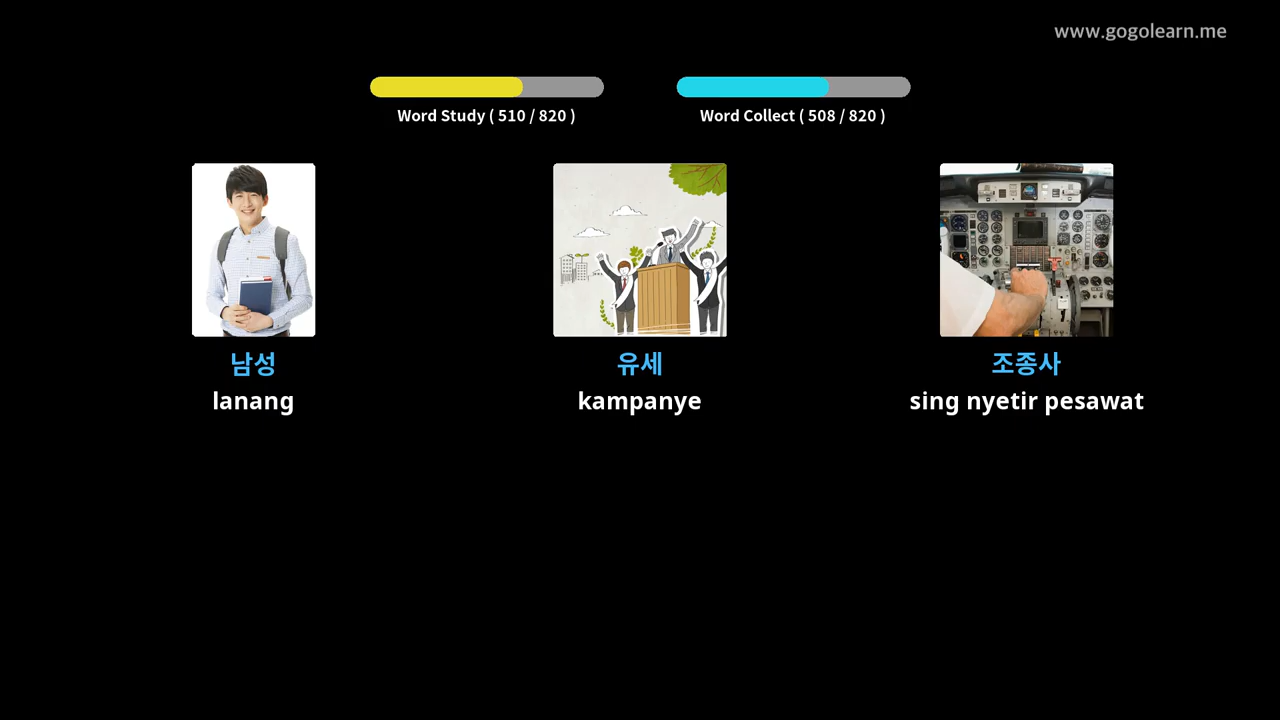 www.gogolearn.me
Word Study ( 510 / 820 )
Word Collect ( 508 / 820 )
남성
lanang
유세
kampanye
조종사
sing nyetir pesawat